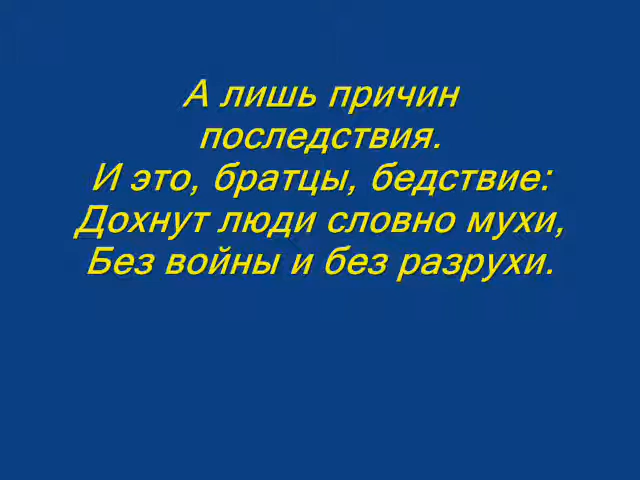 А лишь причин
последствия.
И это, братцы, бедствие:
Дохнут люди словно мухи,
Без войны и без разрухи.